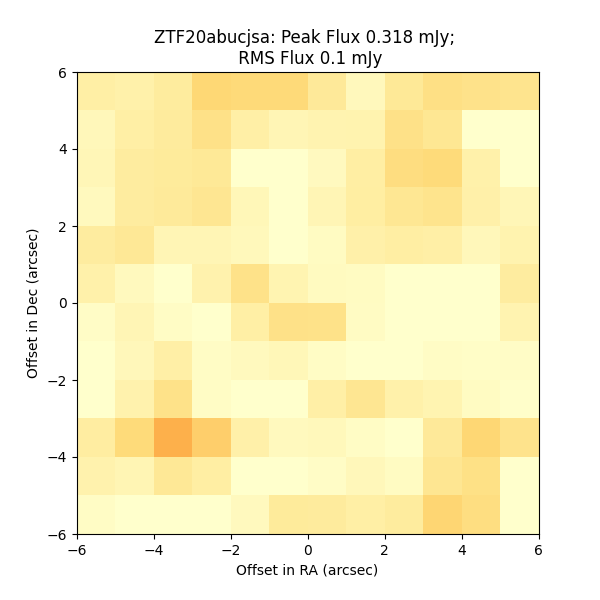 ZTF20abucjsa: Peak Flux 0.318 mJy;
RMS Flux 0.1 mJy
6
4
2
0
−2
−4
−6
Offset in Dec (arcsec)
−6 −4 −2 0 2 4 6
Offset in RA (arcsec)